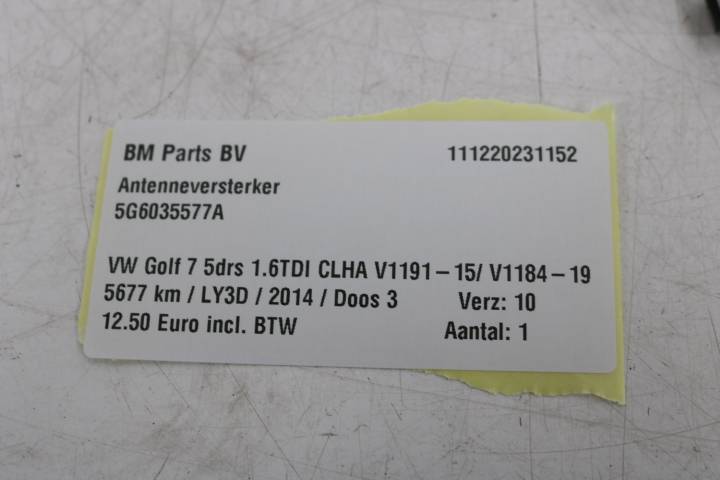 BM Parts BV 111220231152
Antenneversterker
5G6035577A
VW Golf 7 5drs 1.6TDI CLHA V1191-15/ V1184-19
5677 km / LY3D / 2014 / Doos 3 Verz: 10
12.50 Euro incl. BTW Aantal: 1